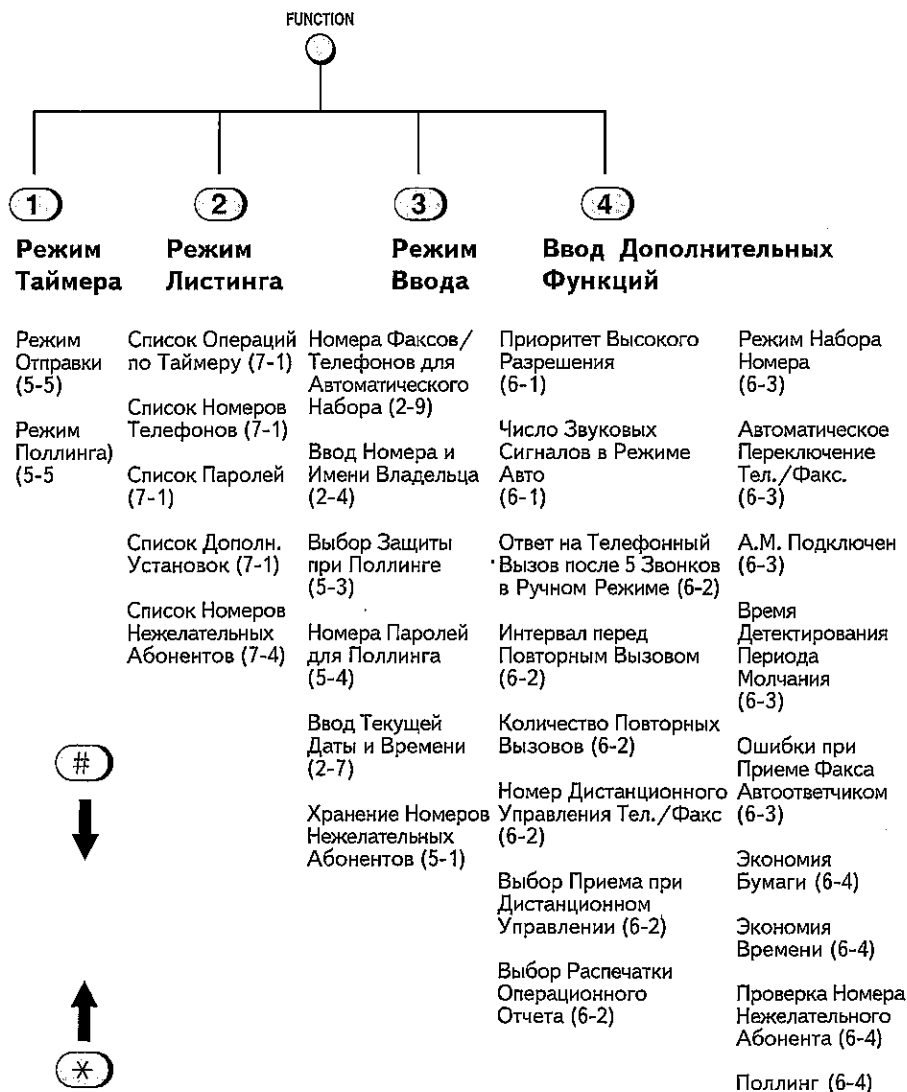 FUNCTION
1
2
3
4
Режим
Таймера
Режим
Листинга
Режим
Ввода
Ввод Дополнительных
Функций
Режим
Отправки
(5-5)
Режим
Поллинга)
(5-5
Список Операций
по Таймеру (7-1)
Список Номеров
Телефонов (7-1)
Список Паролей
(7-1)
Список Дополн.
Установок (7-1)
Список Номеров
Нежелательных
Абонентов (7-4)
Номера Факсов/
Телефонов для
Автоматического
Набора (2-9)
Ввод Номера и
Имени Владельца
(2-4)
Выбор Защиты
при Поллинге
(5-3)
Номера Паролей
для Поллинга
(5-4)
Ввод Текущей
Даты и Времени
(2-7)
Хранение Номеров
Нежелательных
Абонентов (5-1)
Приоритет Высокого
Разрешения
(6-1)
Число Звуковых
Сигналов в Режиме
Авто
(6-1)
Ответ на Телефонный
Вызов после 5 Звонков
в Ручном Режиме (6-2)
Интервал перед
Повторным Вызовом
(6-2)
Количество Повторных
Вызовов (6-2)
Номер Дистанционного
Управления Тел./Факс
(6-2)
Выбор Приема при
Дистанционном
Управлении (6-2)
Выбор Распечатки
Операционного
Отчета (6-2)
Режим Набора
Номера
(6-3)
Автоматическое
Переключение
Тел./Факс.
(6-3)
А.М. Подключен
(6-3)
Время
Детектирования
Периода
Молчания
(6-3)
Ошибки при
Приеме Факса
Автоответчиком
(6-3)
Экономия
Бумаги (6-4)
Экономия
Времени (6-4)
Проверка Номера
Нежелательного
Абонента (6-4)
Поллинг (6-4)
#
*